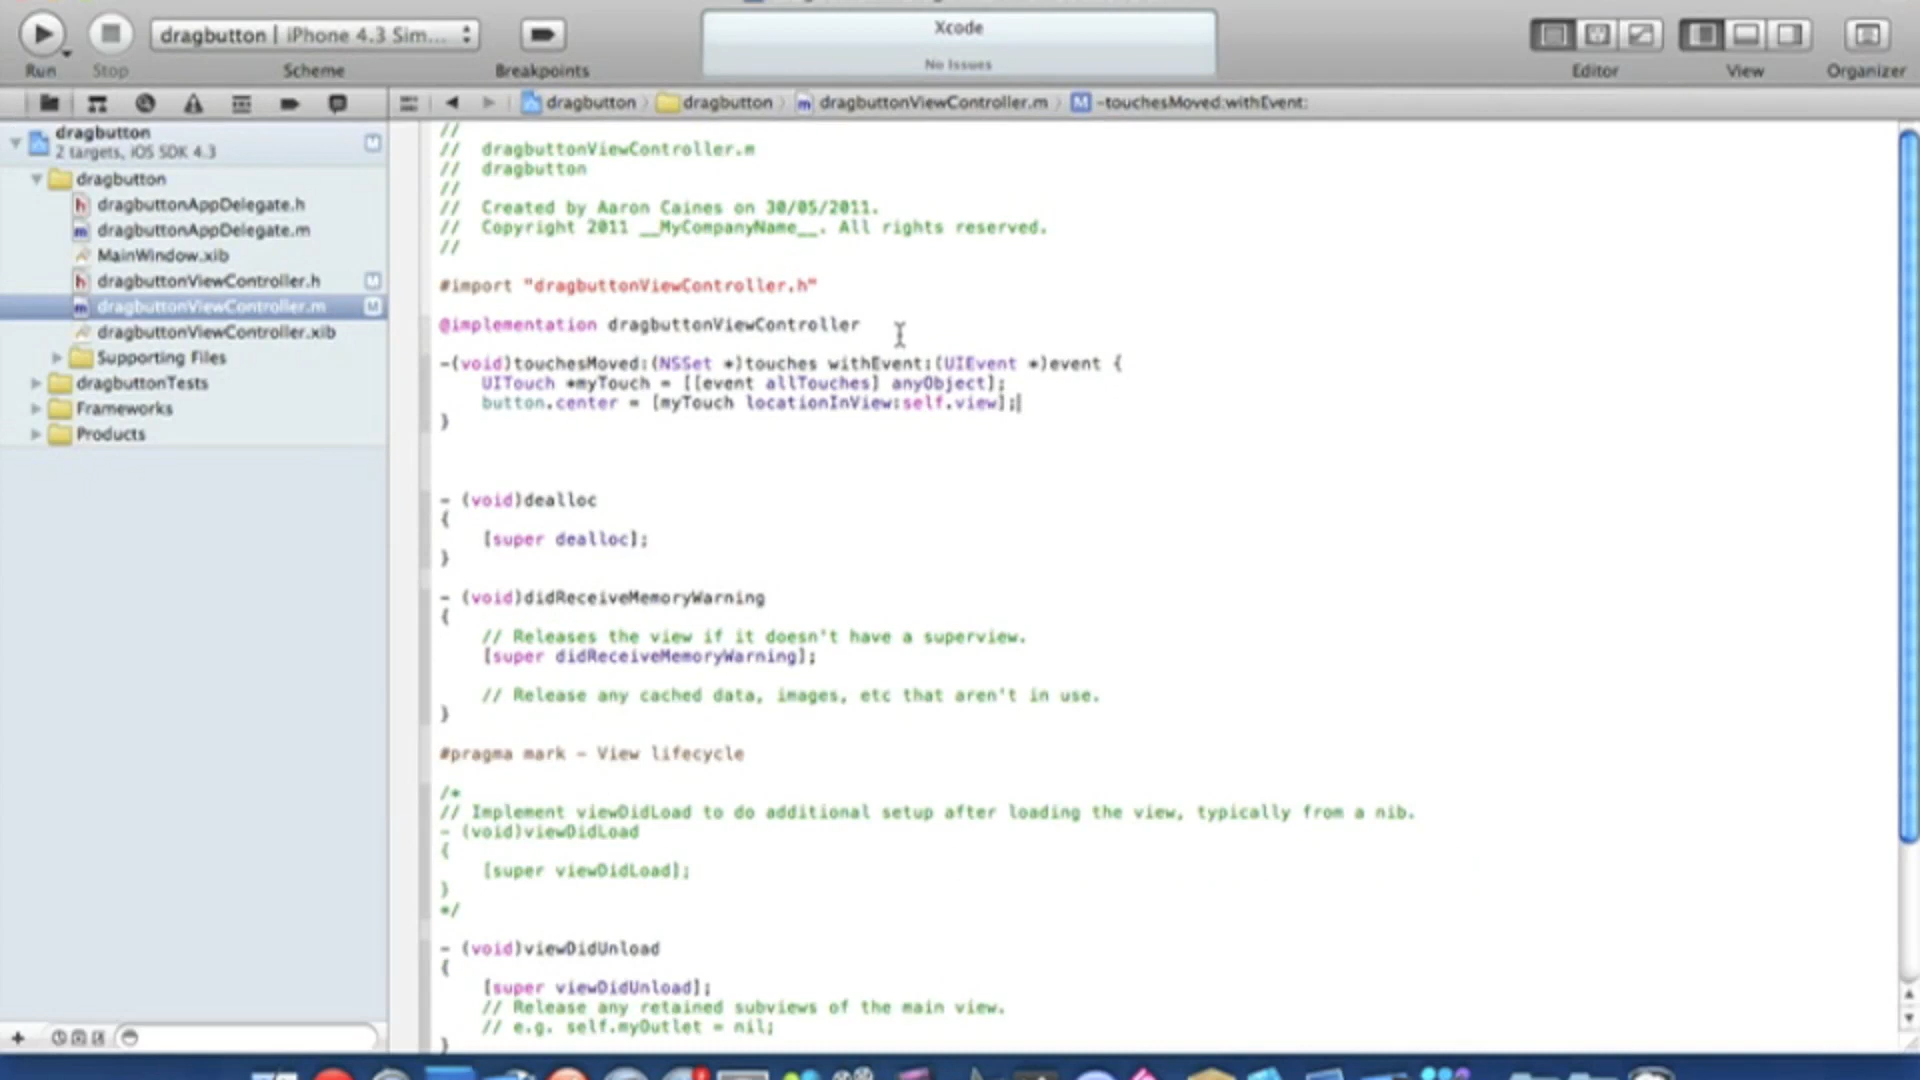 Xcode
dragbutton | iPhone 4.3 Sim...
No Issues
Run
Stop
Scheme
Breakpoints
Editor
View
Organizer
dragbutton
dragbutton
dragbuttonViewController.m
-touchesMoved:withEvent:
dragbutton
2 targets, iOS SDK 4.3
M
dragbutton
h dragbuttonAppDelegate.h
m dragbuttonAppDelegate.m
MainWindow.xib
h dragbuttonViewController.h M
m dragbuttonViewController.m M
dragbuttonViewController.xib
Supporting Files
dragbuttonTests
Frameworks
Products
//
//  dragbuttonViewController.m
//  dragbutton
//
//  Created by Aaron Caines on 30/05/2011.
//  Copyright 2011 __MyCompanyName__. All rights reserved.
//
#import "dragbuttonViewController.h"
@implementation dragbuttonViewController
-(void)touchesMoved:(NSSet *)touches withEvent:(UIEvent *)event {
    UITouch *myTouch = [[event allTouches] anyObject];
    button.center = [myTouch locationInView:self.view];
}
- (void)dealloc
{
    [super dealloc];
}
- (void)didReceiveMemoryWarning
{
    // Releases the view if it doesn't have a superview.
    [super didReceiveMemoryWarning];
    // Release any cached data, images, etc that aren't in use.
}
#pragma mark - View lifecycle
/*
// Implement viewDidLoad to do additional setup after loading the view, typically from a nib.
- (void)viewDidLoad
{
    [super viewDidLoad];
}
*/
- (void)viewDidUnload
{
    [super viewDidUnload];
    // Release any retained subviews of the main view.
    // e.g. self.myOutlet = nil;
}